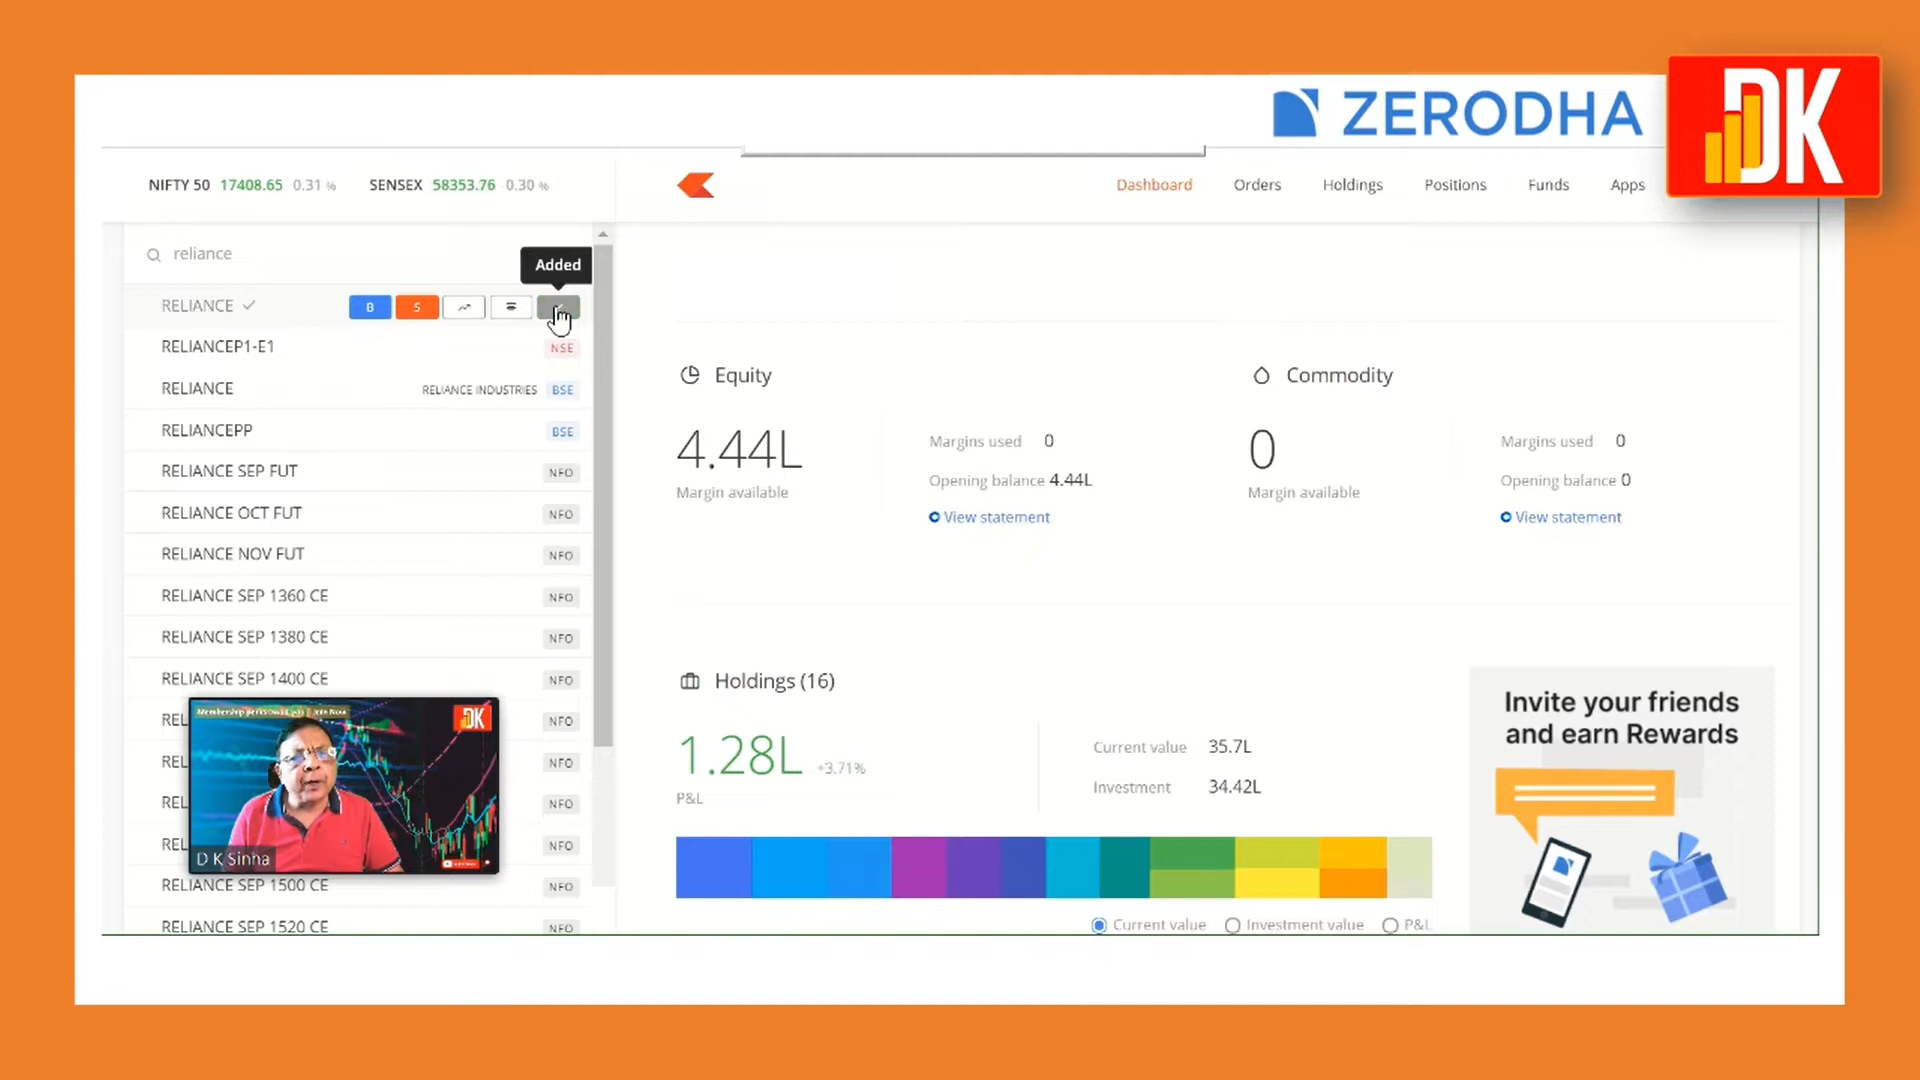 ZERODHA
DK
NIFTY 50 17408.65 0.31 %
SENSEX 58353.76 0.30 %
Dashboard
Orders
Holdings
Positions
Funds
Apps
reliance
Added
RELIANCE
B
S
RELIANCEP1-E1
NSE
RELIANCE
RELIANCE INDUSTRIES
BSE
RELIANCEPP
BSE
RELIANCE SEP FUT
NFO
RELIANCE OCT FUT
NFO
RELIANCE NOV FUT
NFO
RELIANCE SEP 1360 CE
NFO
RELIANCE SEP 1380 CE
NFO
RELIANCE SEP 1400 CE
NFO
NFO
NFO
NFO
NFO
RELIANCE SEP 1500 CE
NFO
RELIANCE SEP 1520 CE
NFO
DK
D K Sinha
Equity
4.44L
Margin available
Margins used 0
Opening balance 4.44L
View statement
Commodity
0
Margin available
Margins used 0
Opening balance 0
View statement
Holdings (16)
1.28L +3.71%
P&L
Current value 35.7L
Investment 34.42L
Current value
Investment value
P&L
Invite your friends
and earn Rewards